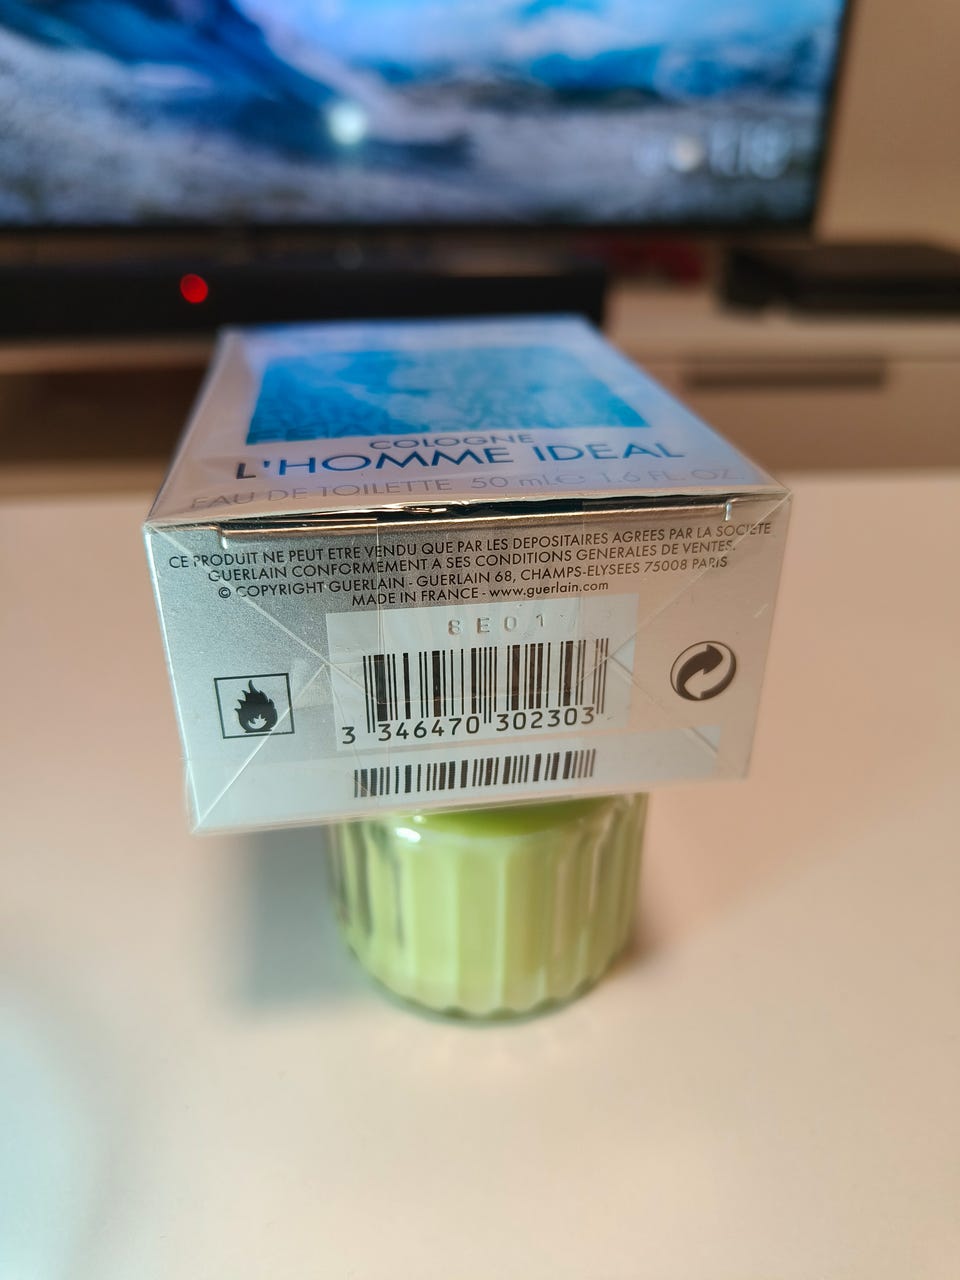 COLOGNE
L'HOMME IDEAL
EAU DE TOILETTE 50 ml e 1.6 FL. OZ
CE PRODUIT NE PEUT ETRE VENDU QUE PAR LES DEPOSITAIRES AGREES PAR LA SOCIETE
GUERLAIN CONFORMEMENT A SES CONDITIONS GENERALES DE VENTES.
© COPYRIGHT GUERLAIN - GUERLAIN 68, CHAMPS-ELYSEES 75008 PARIS
MADE IN FRANCE - www.guerlain.com
8E01
3 346470 302303